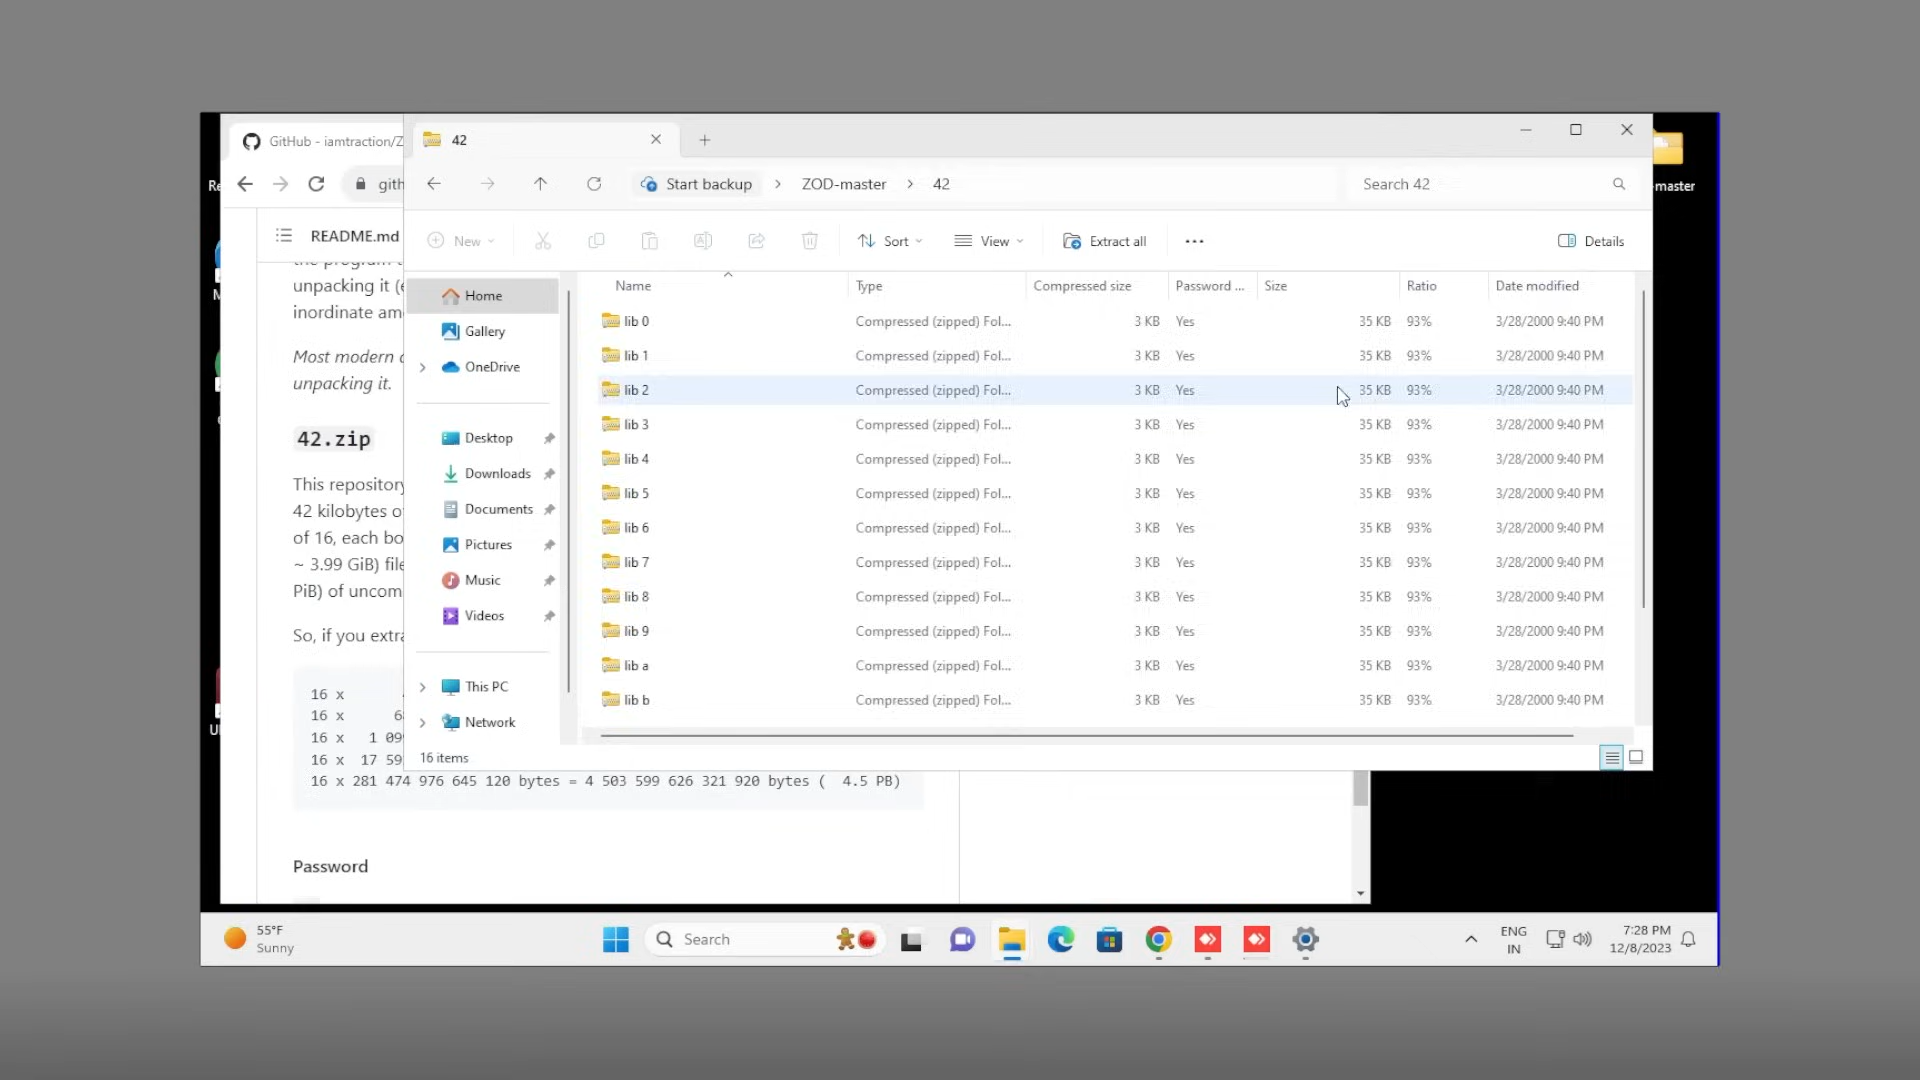 GitHub - iamtraction/Z
42
gith
Start backup > ZOD-master > 42
Search 42
master
README.md
New
Sort
View
Extract all
Details
unpacking it (
inordinate am
Most modern
unpacking it.
42.zip
This repository
42 kilobytes o
of 16, each bo
~ 3.99 GiB) file
PiB) of uncom
So, if you extra
16 x
16 x 6
16 x 1 09
16 x 17 59
16 x 281 474 976 645 120 bytes = 4 503 599 626 321 920 bytes ( 4.5 PB)
Password
Home
Gallery
OneDrive
Desktop
Downloads
Documents
Pictures
Music
Videos
This PC
Network
Name Type Compressed size Password ... Size Ratio Date modified
lib 0 Compressed (zipped) Fol... 3 KB Yes 35 KB 93% 3/28/2000 9:40 PM
lib 1 Compressed (zipped) Fol... 3 KB Yes 35 KB 93% 3/28/2000 9:40 PM
lib 2 Compressed (zipped) Fol... 3 KB Yes 35 KB 93% 3/28/2000 9:40 PM
lib 3 Compressed (zipped) Fol... 3 KB Yes 35 KB 93% 3/28/2000 9:40 PM
lib 4 Compressed (zipped) Fol... 3 KB Yes 35 KB 93% 3/28/2000 9:40 PM
lib 5 Compressed (zipped) Fol... 3 KB Yes 35 KB 93% 3/28/2000 9:40 PM
lib 6 Compressed (zipped) Fol... 3 KB Yes 35 KB 93% 3/28/2000 9:40 PM
lib 7 Compressed (zipped) Fol... 3 KB Yes 35 KB 93% 3/28/2000 9:40 PM
lib 8 Compressed (zipped) Fol... 3 KB Yes 35 KB 93% 3/28/2000 9:40 PM
lib 9 Compressed (zipped) Fol... 3 KB Yes 35 KB 93% 3/28/2000 9:40 PM
lib a Compressed (zipped) Fol... 3 KB Yes 35 KB 93% 3/28/2000 9:40 PM
lib b Compressed (zipped) Fol... 3 KB Yes 35 KB 93% 3/28/2000 9:40 PM
16 items
55°F
Sunny
Search
ENG
IN
7:28 PM
12/8/2023